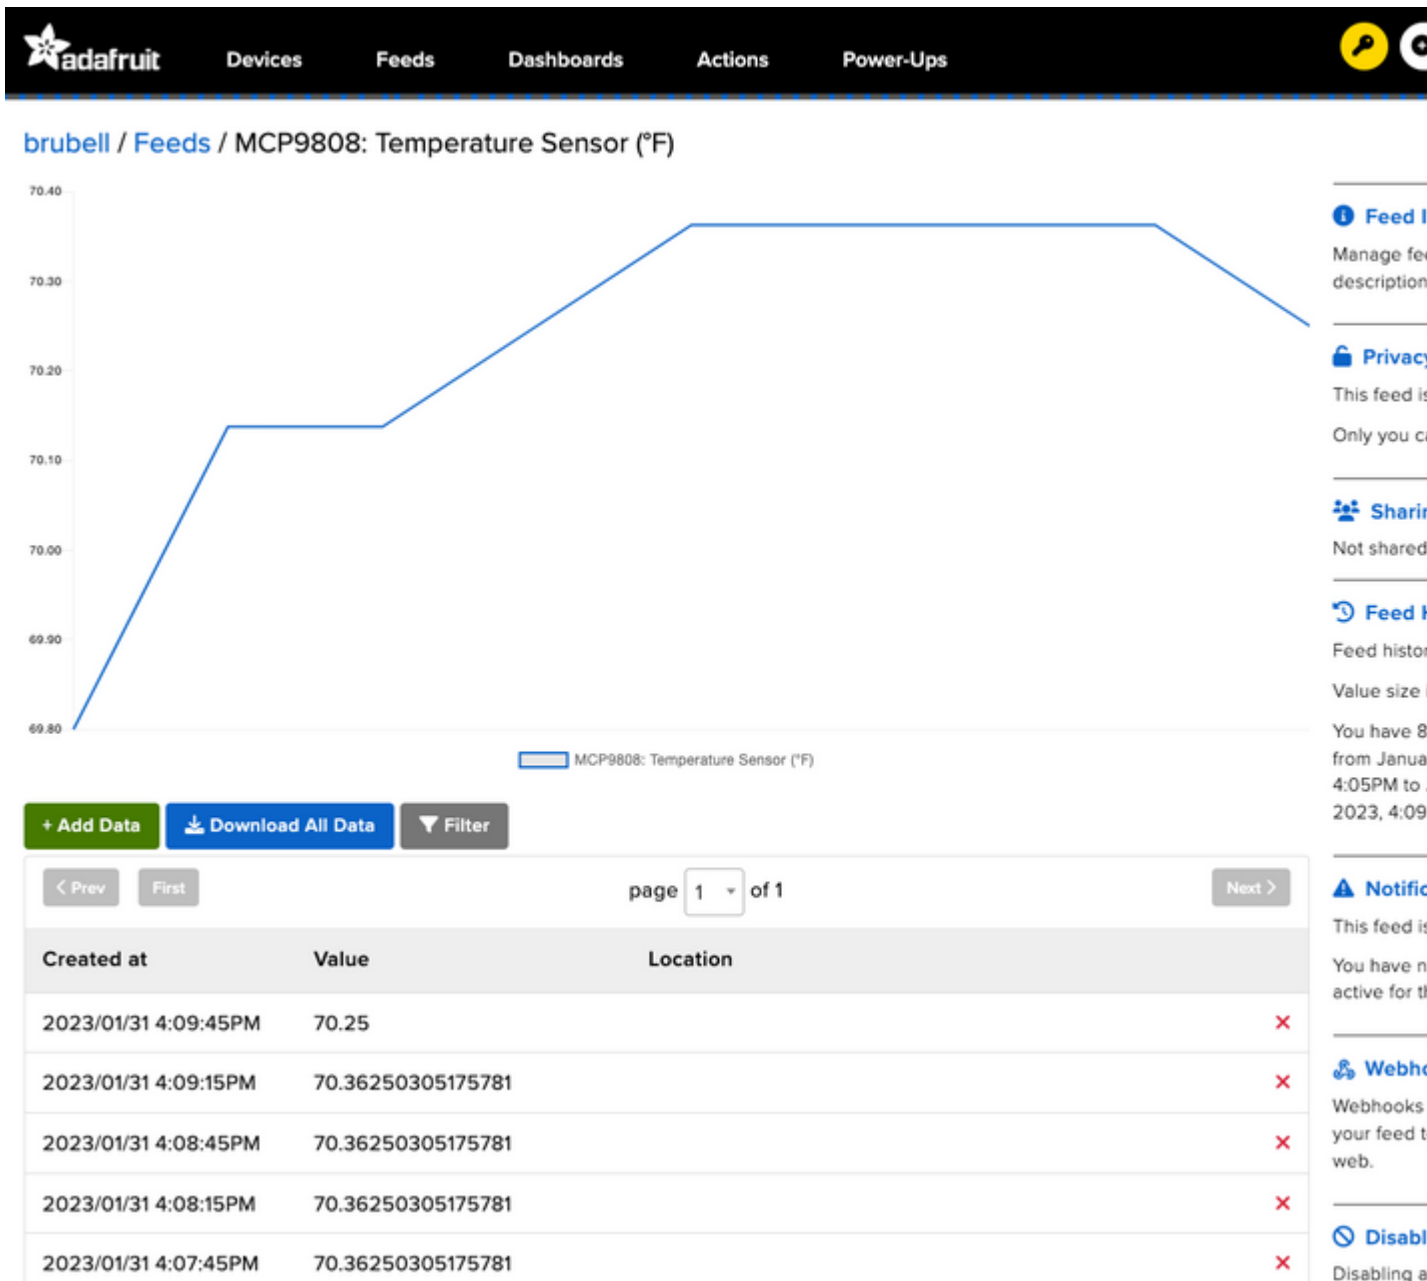 adafruit Devices Feeds Dashboards Actions Power-Ups
brubell / Feeds / MCP9808: Temperature Sensor (°F)
70.40
70.30
70.20
70.10
70.00
69.90
69.80
MCP9808: Temperature Sensor (°F)
+ Add Data Download All Data Filter
< Prev First page 1 of 1 Next >
Created at Value Location
2023/01/31 4:09:45PM 70.25
2023/01/31 4:09:15PM 70.36250305175781
2023/01/31 4:08:45PM 70.36250305175781
2023/01/31 4:08:15PM 70.36250305175781
2023/01/31 4:07:45PM 70.36250305175781
Feed
Manage
description
This feed
Only you
Not shared
Feed
Feed
Value size
You have 8
from
4:05PM to
2023, 4:09
This feed
You have
active for
Webhooks
your feed
web.
Disabling